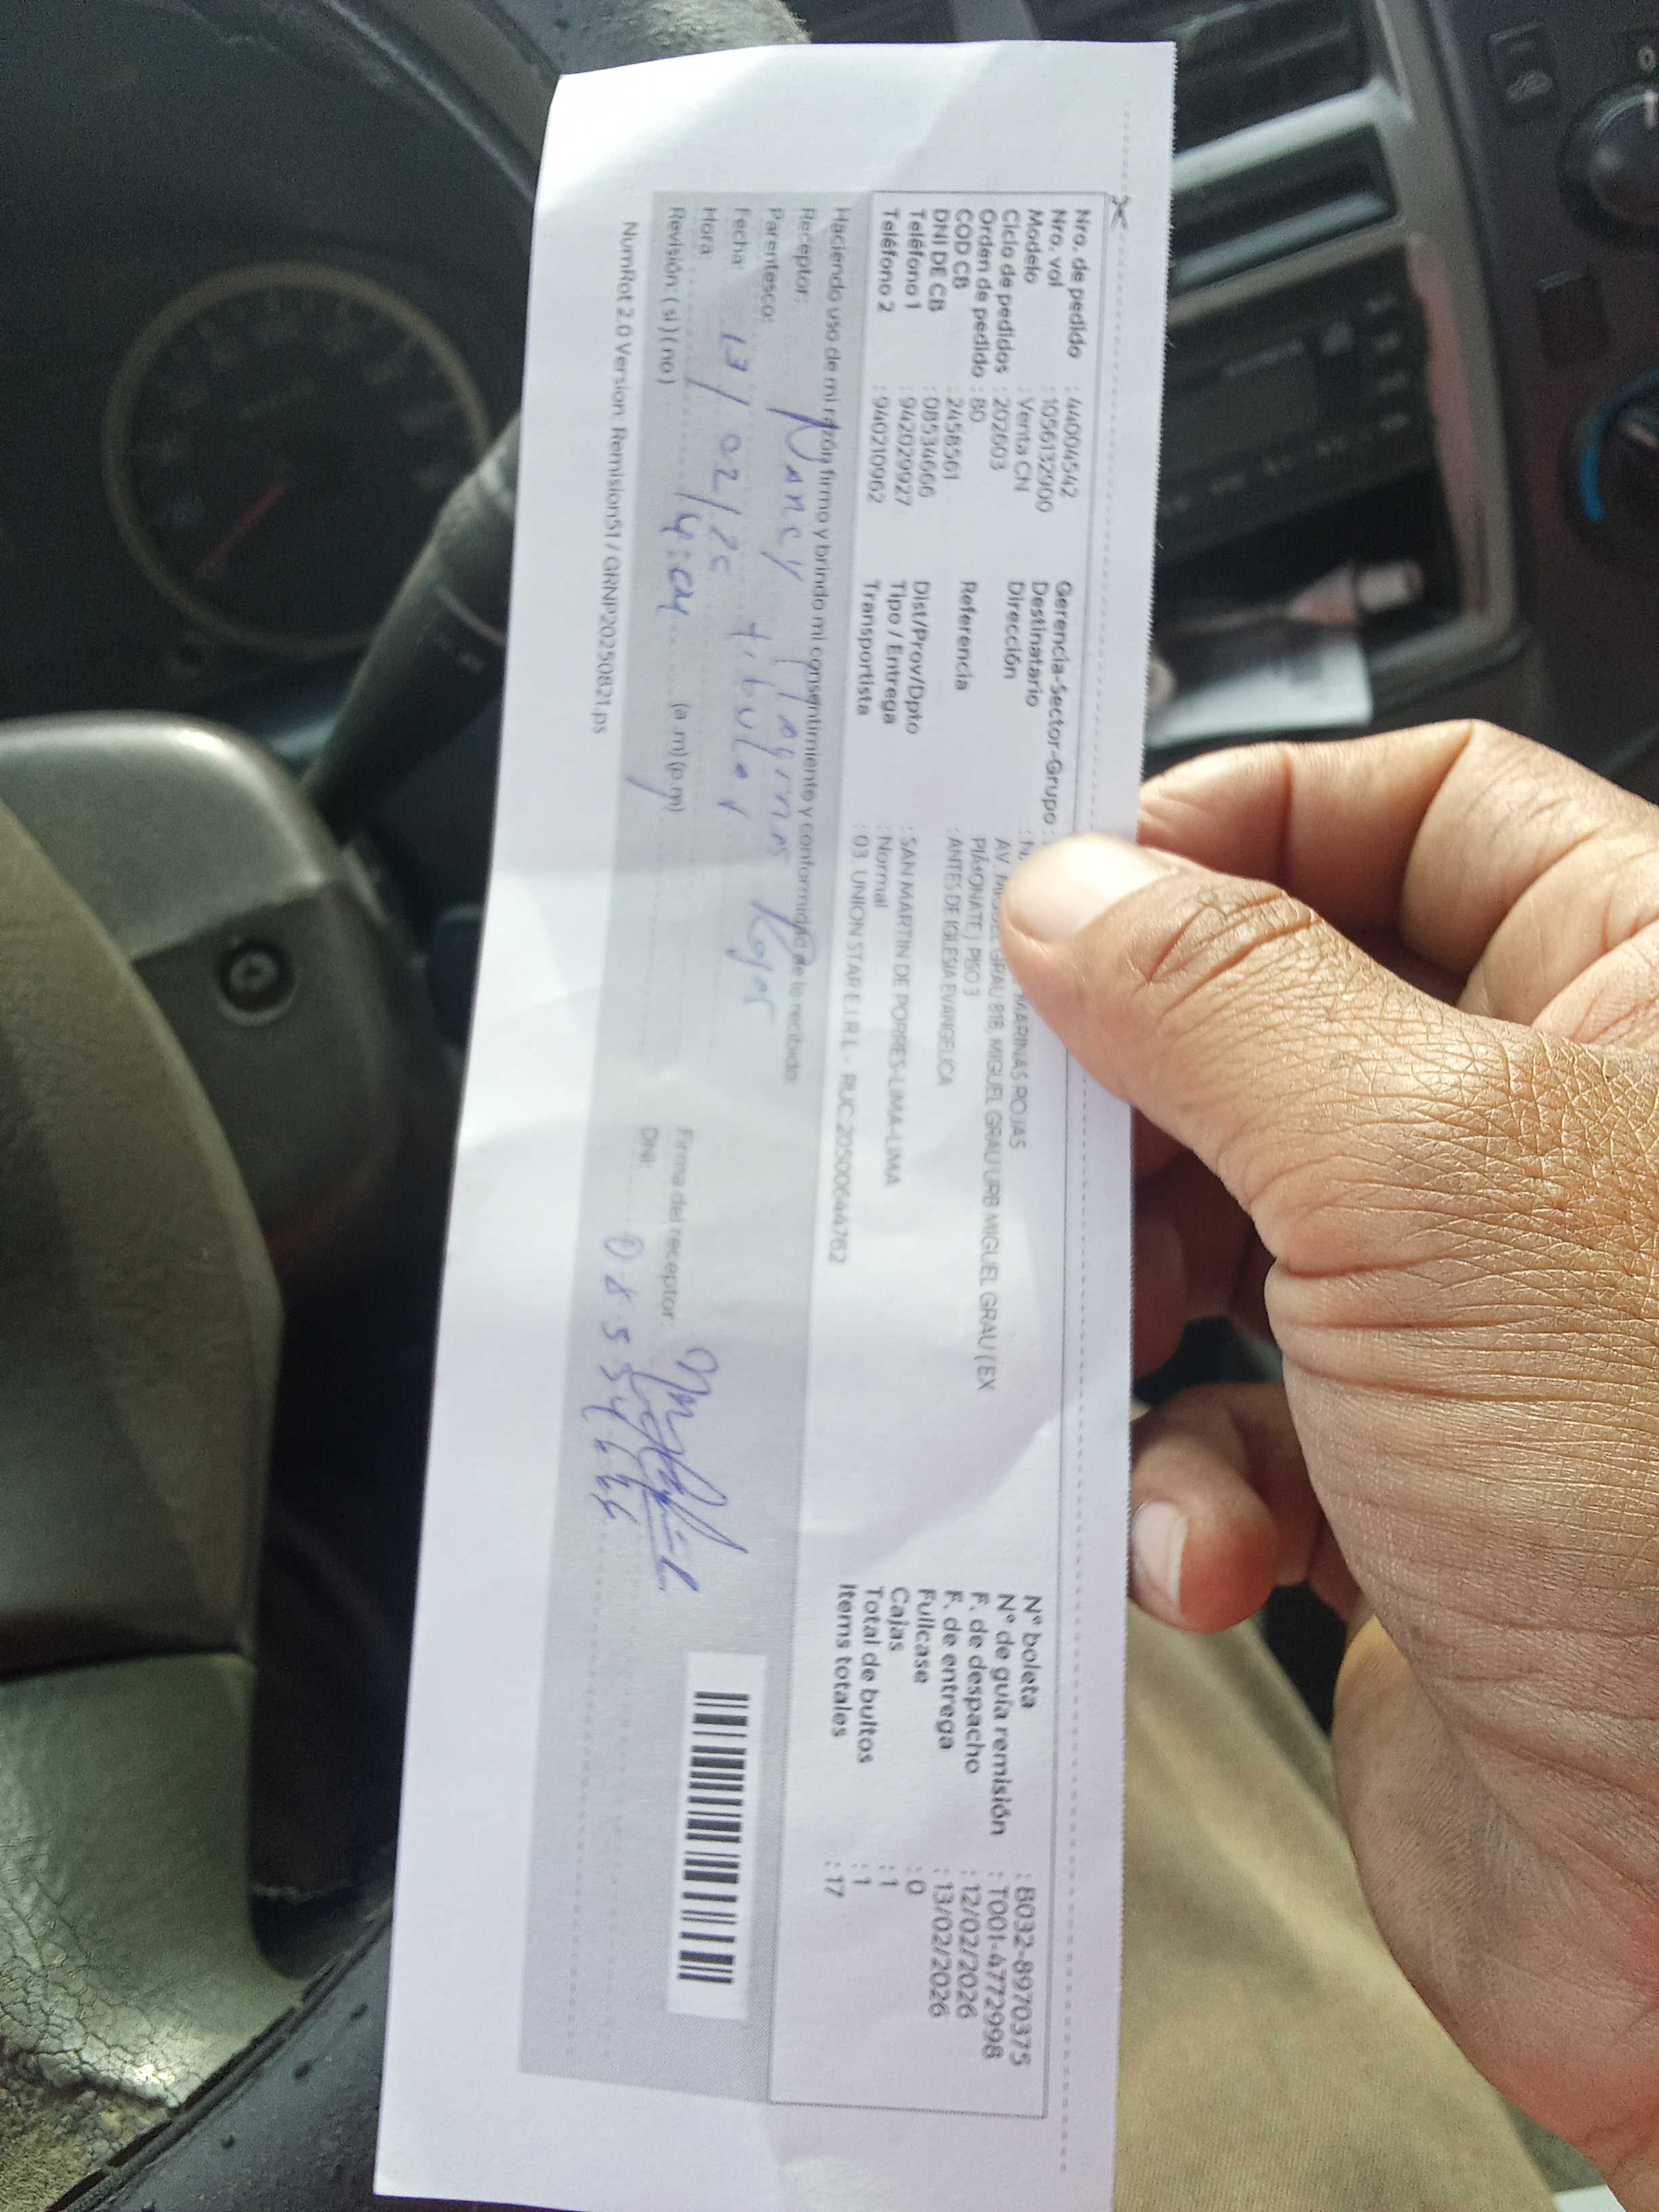 Nro. de pedido : 44004542
Nro. vol : 1056132900
Modelo : Venta CN
Ciclo de pedidos : 202603
Orden de pedido : 80
COD CB : 2458561
DNI DE CB : 08534666
Teléfono 1 : 942029927
Teléfono 2 : 940210962
Gerencia-Sector-Grupo :
Destinatario : MARINAS ROJAS
Dirección AV. MIGUEL GRAU 818 MIGUEL GRAU URB MIGUEL GRAU ( EX
PIÃ±ONATE ) PISO 3
Referencia : ANTES DE IGLESIA EVANGELICA
Dist/Prov/Dpto : SAN MARTIN DE PORRES-LIMA-LIMA
Tipo / Entrega : Normal
Transportista : 03 UNION STAR E.I.R.L - RUC.20500644762
N° boleta : B032-8970375
N° de guía remisión : T001-4772998
F. de despacho : 12/02/2026
F. de entrega : 13/02/2026
Fullcase : 0
Cajas : 1
Total de bultos : 1
Items totales : 17
Haciendo uso de mi razón firmo y brindo mi consentimiento y conformidad de lo recibido:
Receptor: Nancy Rojas
Parentesco: titular
Fecha: 13/02/26
Hora: (a.m) (p.m)
Revisión: ( si ) ( no )
Firma del receptor:
DNI:
NumRot 2.0 Version: Remision51 / GRNP20250821.ps